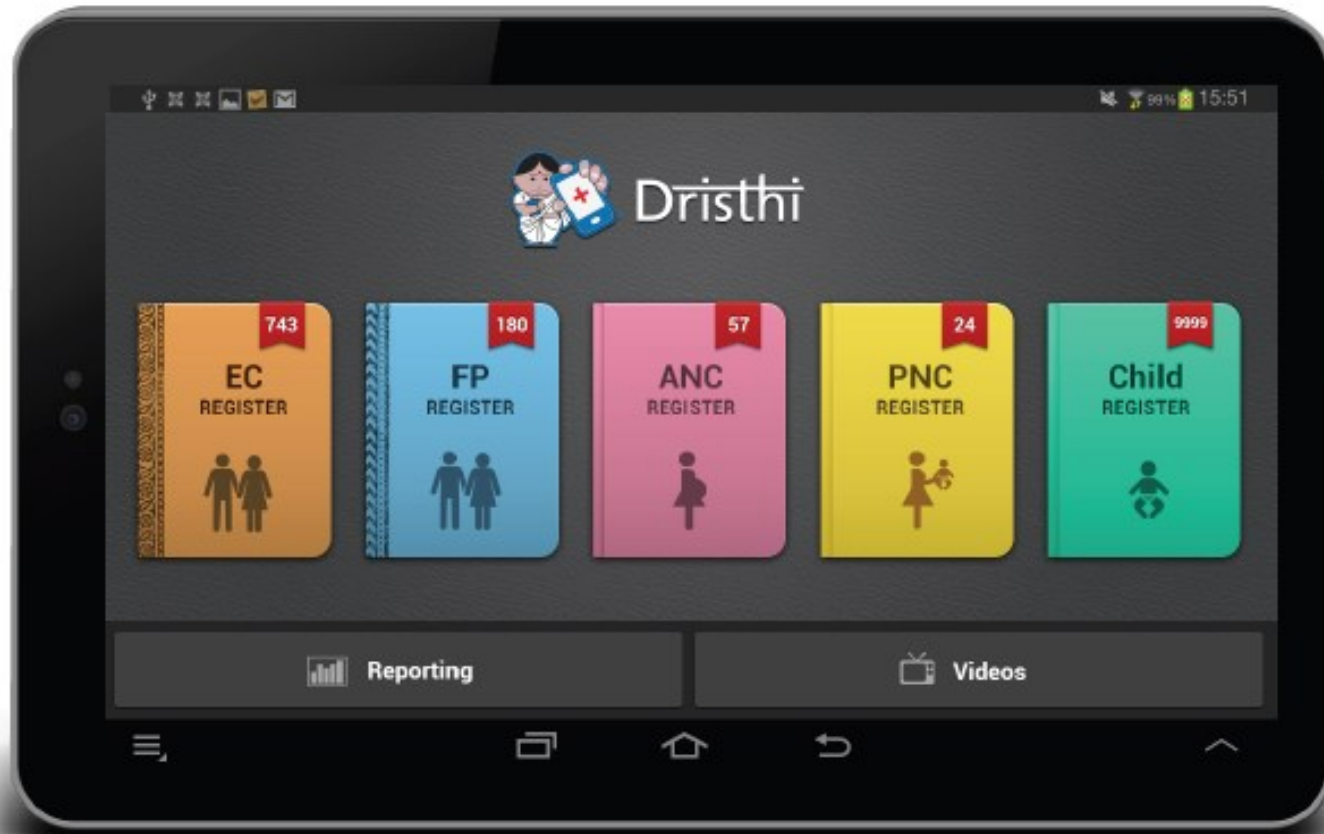 99% 15:51
Dristhi
743
EC
REGISTER
180
FP
REGISTER
57
ANC
REGISTER
24
PNC
REGISTER
9999
Child
REGISTER
Reporting
Videos